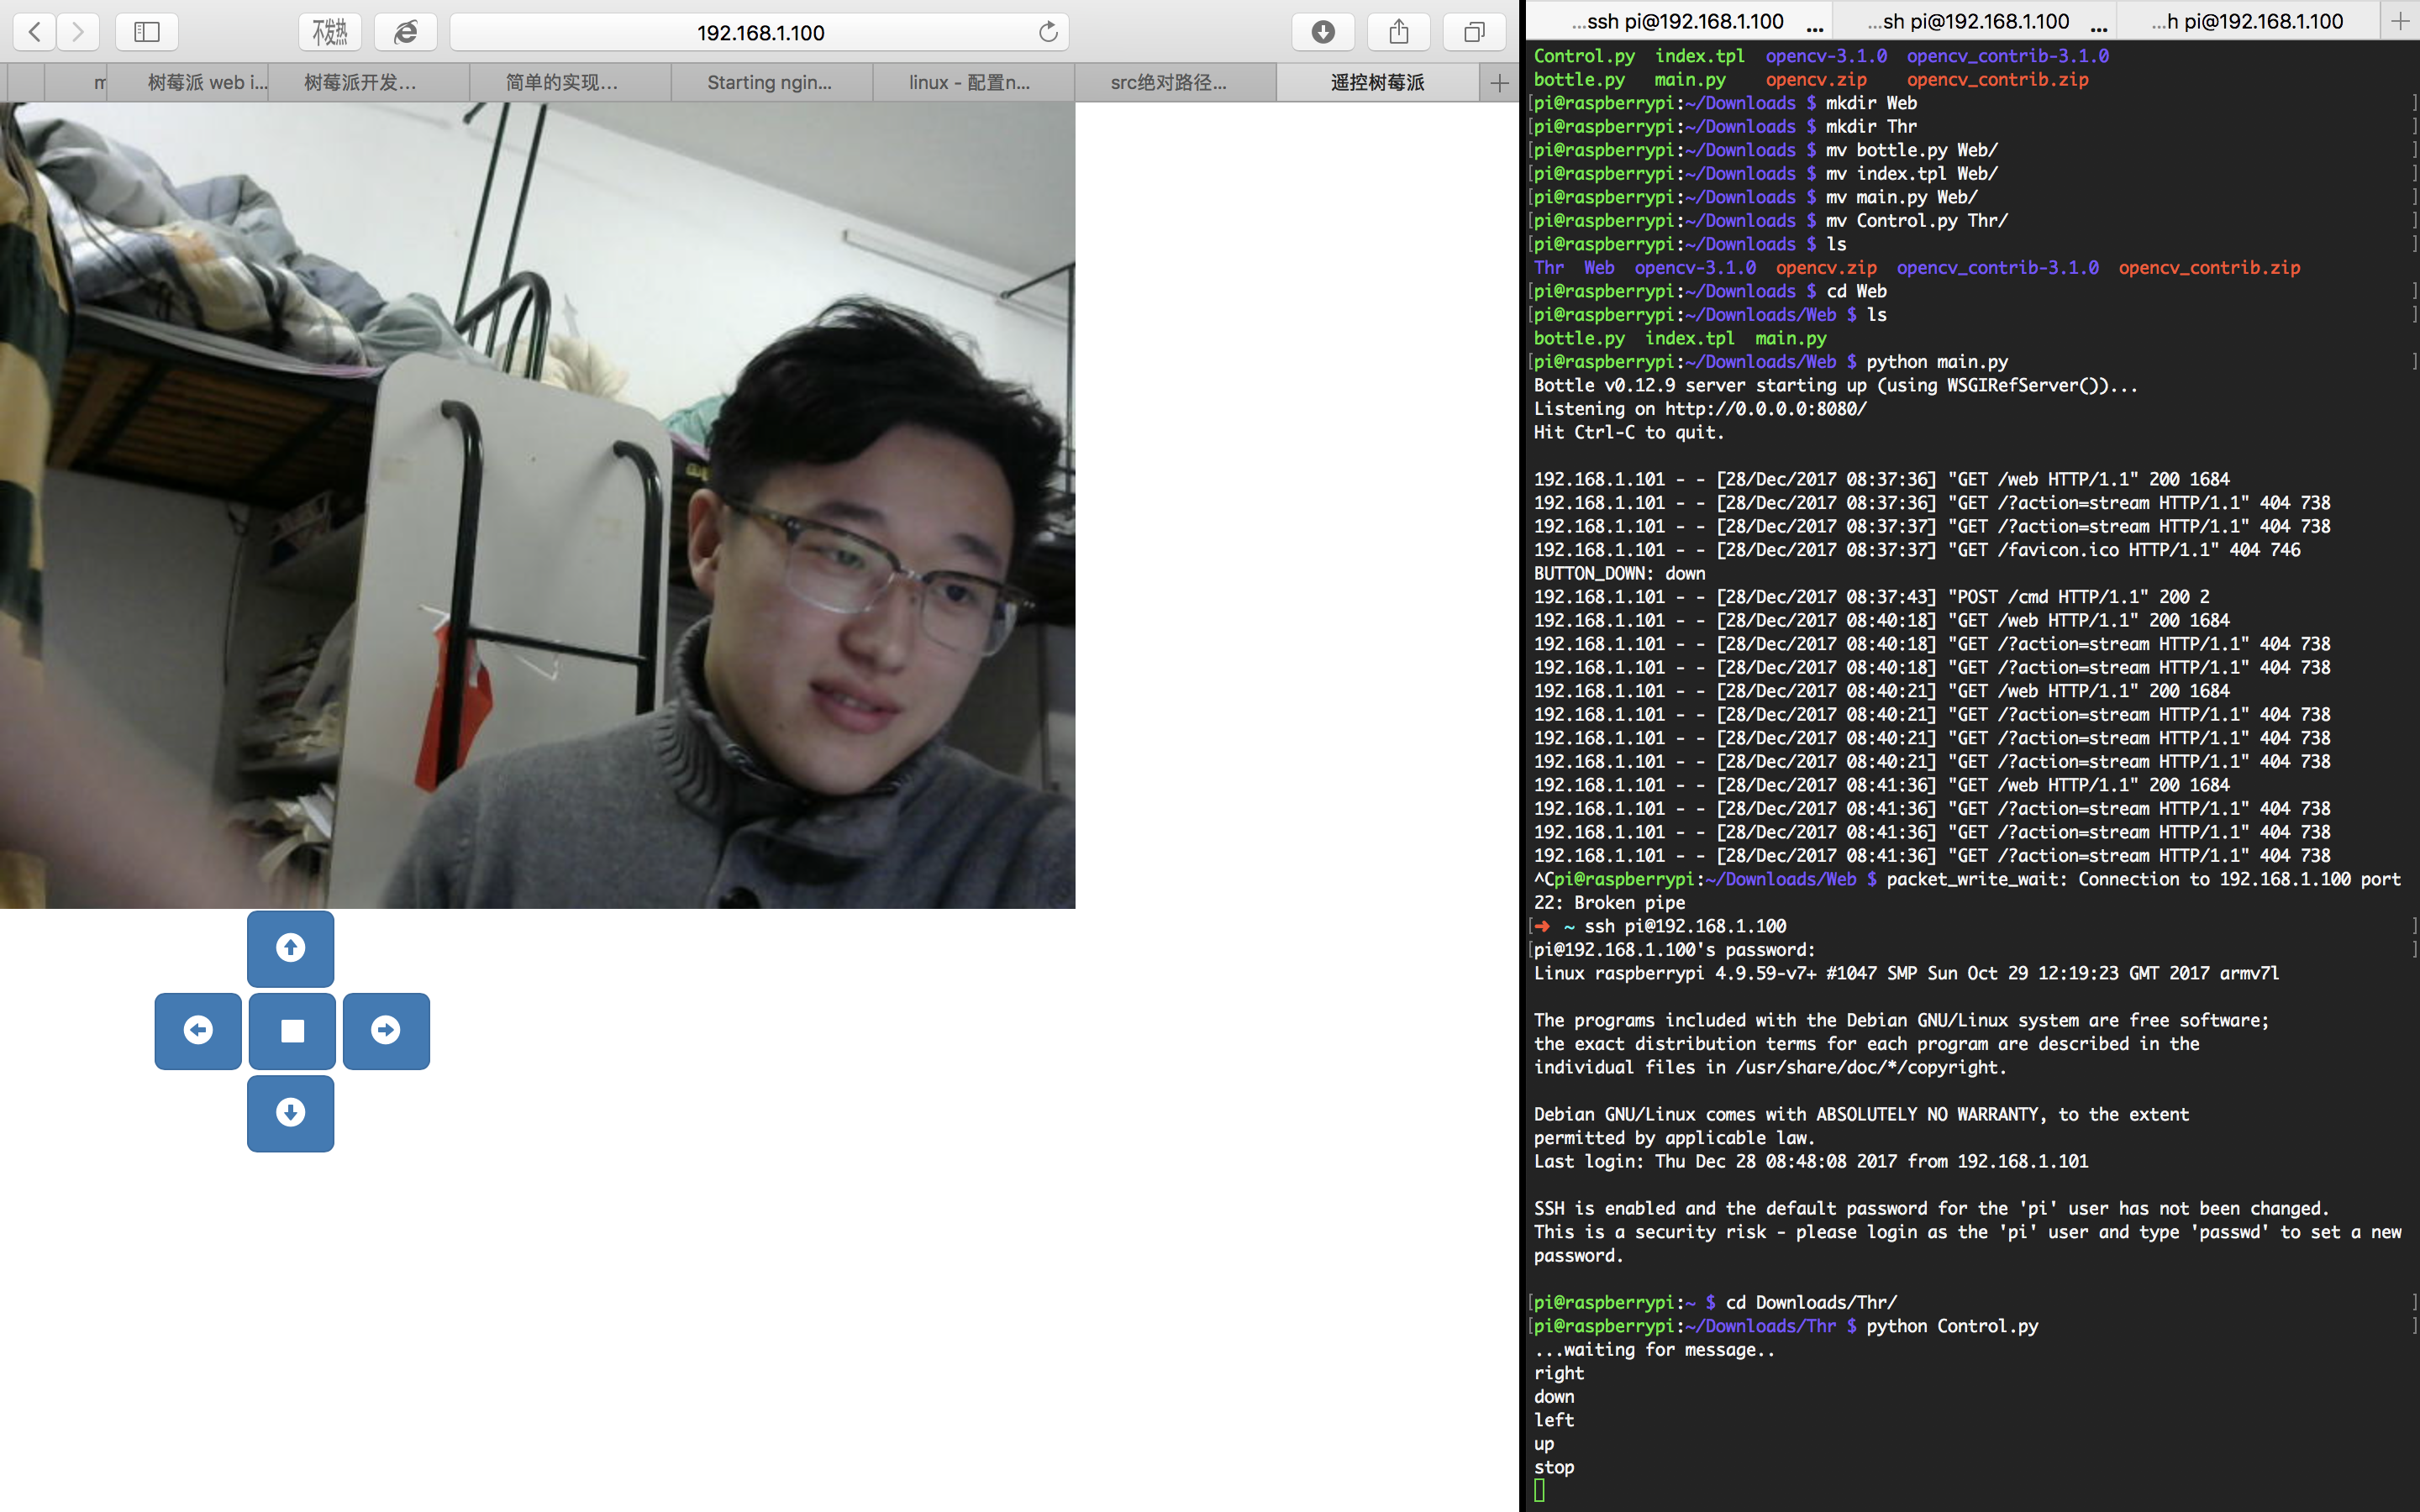 不发热
192.168.1.100
树莓派 web i...
树莓派开发...
简单的实现...
Starting ngin...
linux - 配置n...
src绝对路径...
遥控树莓派
...ssh pi@192.168.1.100
...sh pi@192.168.1.100
...h pi@192.168.1.100
Control.py index.tpl opencv-3.1.0 opencv_contrib-3.1.0
bottle.py main.py opencv.zip opencv_contrib.zip
[pi@raspberrypi:~/Downloads $ mkdir Web ]
[pi@raspberrypi:~/Downloads $ mkdir Thr ]
[pi@raspberrypi:~/Downloads $ mv bottle.py Web/ ]
[pi@raspberrypi:~/Downloads $ mv index.tpl Web/ ]
[pi@raspberrypi:~/Downloads $ mv main.py Web/ ]
[pi@raspberrypi:~/Downloads $ mv Control.py Thr/ ]
[pi@raspberrypi:~/Downloads $ ls ]
Thr Web opencv-3.1.0 opencv.zip opencv_contrib-3.1.0 opencv_contrib.zip
[pi@raspberrypi:~/Downloads $ cd Web ]
[pi@raspberrypi:~/Downloads/Web $ ls ]
bottle.py index.tpl main.py
[pi@raspberrypi:~/Downloads/Web $ python main.py ]
Bottle v0.12.9 server starting up (using WSGIRefServer())...
Listening on http://0.0.0.0:8080/
Hit Ctrl-C to quit.
192.168.1.101 - - [28/Dec/2017 08:37:36] "GET /web HTTP/1.1" 200 1684
192.168.1.101 - - [28/Dec/2017 08:37:36] "GET /?action=stream HTTP/1.1" 404 738
192.168.1.101 - - [28/Dec/2017 08:37:37] "GET /?action=stream HTTP/1.1" 404 738
192.168.1.101 - - [28/Dec/2017 08:37:37] "GET /favicon.ico HTTP/1.1" 404 746
BUTTON_DOWN: down
192.168.1.101 - - [28/Dec/2017 08:37:43] "POST /cmd HTTP/1.1" 200 2
192.168.1.101 - - [28/Dec/2017 08:40:18] "GET /web HTTP/1.1" 200 1684
192.168.1.101 - - [28/Dec/2017 08:40:18] "GET /?action=stream HTTP/1.1" 404 738
192.168.1.101 - - [28/Dec/2017 08:40:18] "GET /?action=stream HTTP/1.1" 404 738
192.168.1.101 - - [28/Dec/2017 08:40:21] "GET /web HTTP/1.1" 200 1684
192.168.1.101 - - [28/Dec/2017 08:40:21] "GET /?action=stream HTTP/1.1" 404 738
192.168.1.101 - - [28/Dec/2017 08:40:21] "GET /?action=stream HTTP/1.1" 404 738
192.168.1.101 - - [28/Dec/2017 08:40:21] "GET /?action=stream HTTP/1.1" 404 738
192.168.1.101 - - [28/Dec/2017 08:41:36] "GET /web HTTP/1.1" 200 1684
192.168.1.101 - - [28/Dec/2017 08:41:36] "GET /?action=stream HTTP/1.1" 404 738
192.168.1.101 - - [28/Dec/2017 08:41:36] "GET /?action=stream HTTP/1.1" 404 738
192.168.1.101 - - [28/Dec/2017 08:41:36] "GET /?action=stream HTTP/1.1" 404 738
^Cpi@raspberrypi:~/Downloads/Web $ packet_write_wait: Connection to 192.168.1.100 port
22: Broken pipe
[➜ ~ ssh pi@192.168.1.100 ]
[pi@192.168.1.100's password: ]
Linux raspberrypi 4.9.59-v7+ #1047 SMP Sun Oct 29 12:19:23 GMT 2017 armv7l
The programs included with the Debian GNU/Linux system are free software;
the exact distribution terms for each program are described in the
individual files in /usr/share/doc/*/copyright.
Debian GNU/Linux comes with ABSOLUTELY NO WARRANTY, to the extent
permitted by applicable law.
Last login: Thu Dec 28 08:48:08 2017 from 192.168.1.101
SSH is enabled and the default password for the 'pi' user has not been changed.
This is a security risk - please login as the 'pi' user and type 'passwd' to set a new
password.
[pi@raspberrypi:~ $ cd Downloads/Thr/ ]
[pi@raspberrypi:~/Downloads/Thr $ python Control.py ]
...waiting for message..
right
down
left
up
stop